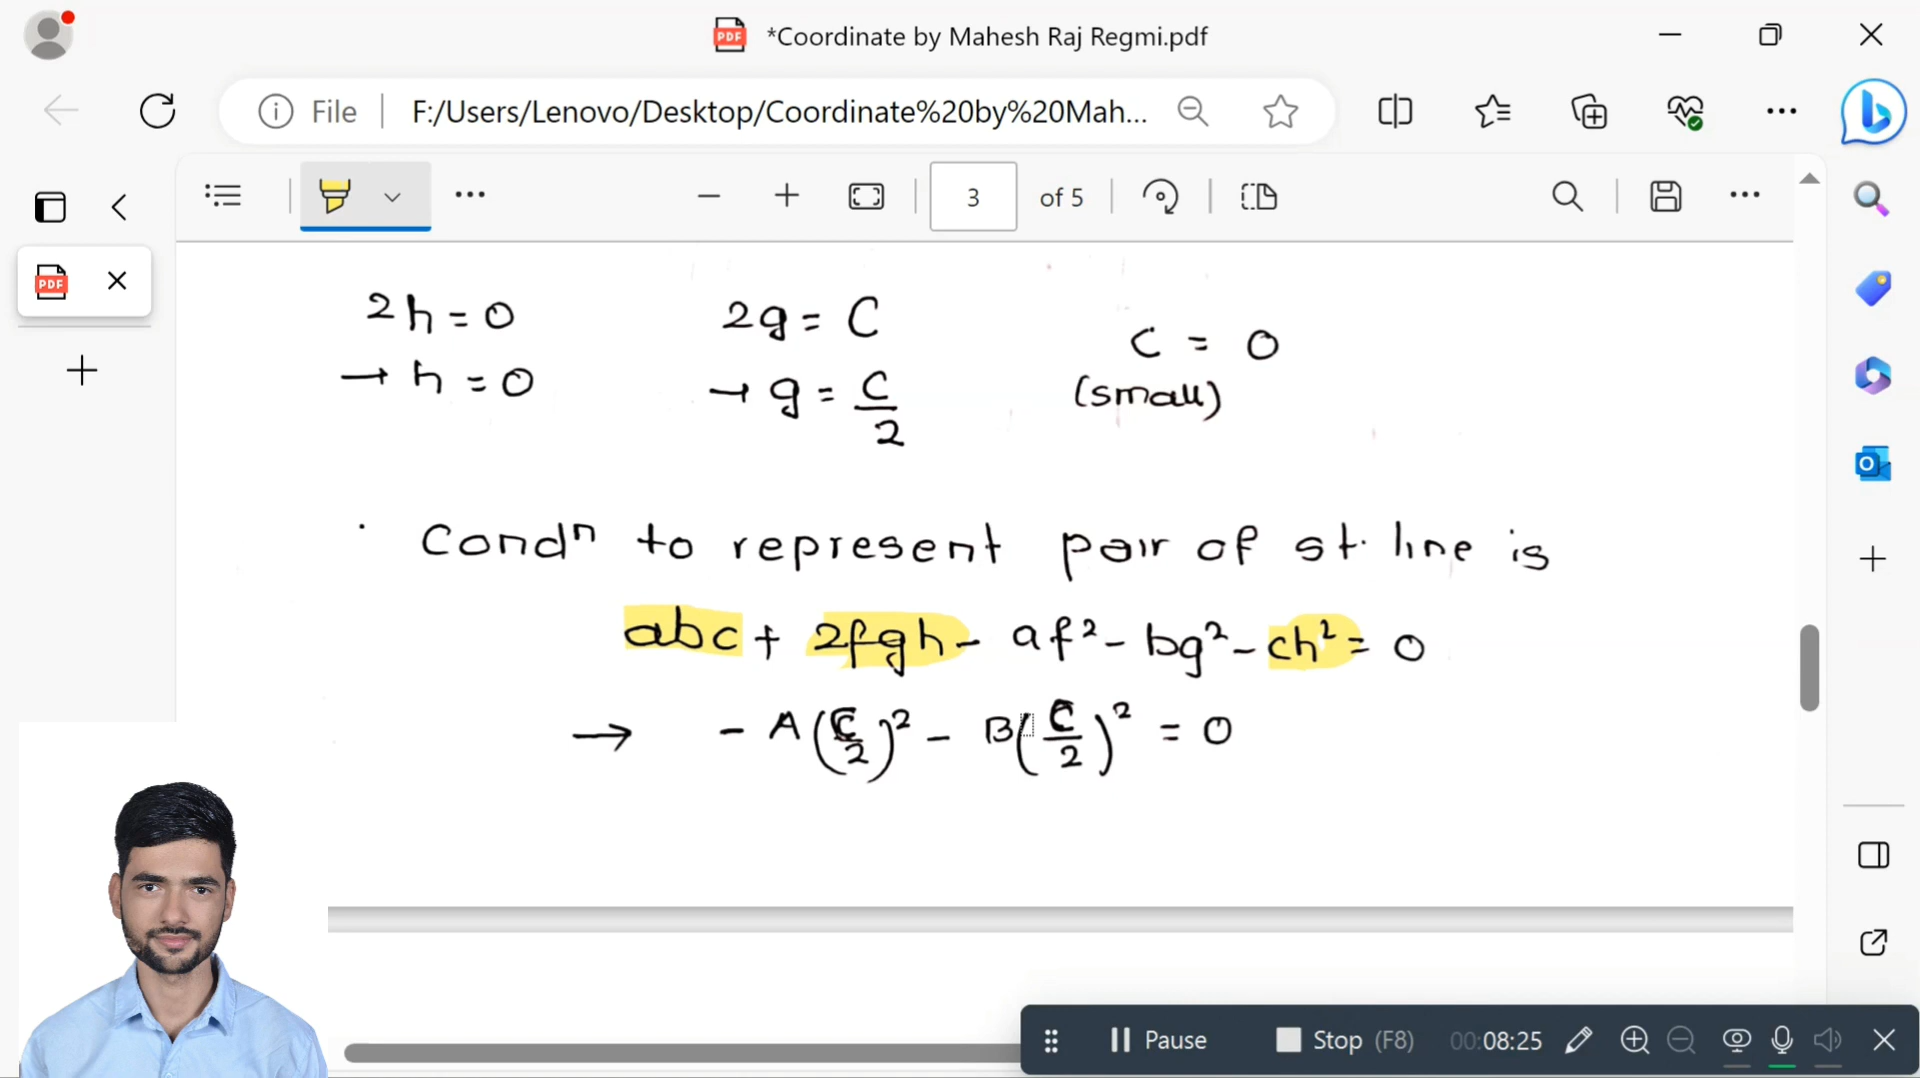 PDF *Coordinate by Mahesh Raj Regmi.pdf
File F:/Users/Lenovo/Desktop/Coordinate%20by%20Mah...
3 of 5
PDF
2h = 0 2g = C c = 0
→ h = 0 → g = C/2 (small)
Condⁿ to represent pair of st. line is
abc + 2fgh - af² - bg² - ch² = 0
→ - A(C/2)² - B(C/2)² = 0
Pause Stop (F8) 00:08:25